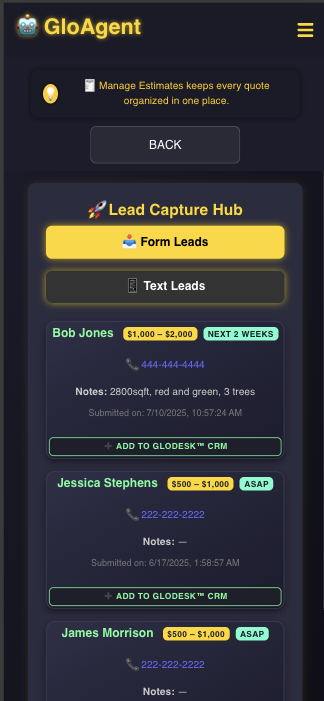 GloAgent
Manage Estimates keeps every quote
organized in one place.
BACK
Lead Capture Hub
Form Leads
Text Leads
Bob Jones $1,000 – $2,000 NEXT 2 WEEKS
444-444-4444
Notes: 2800sqft, red and green, 3 trees
Submitted on: 7/10/2025, 10:57:24 AM
+ ADD TO GLODESK™ CRM
Jessica Stephens $500 – $1,000 ASAP
222-222-2222
Notes: —
Submitted on: 6/17/2025, 1:58:57 AM
+ ADD TO GLODESK™ CRM
James Morrison $500 – $1,000 ASAP
222-222-2222
Notes: —